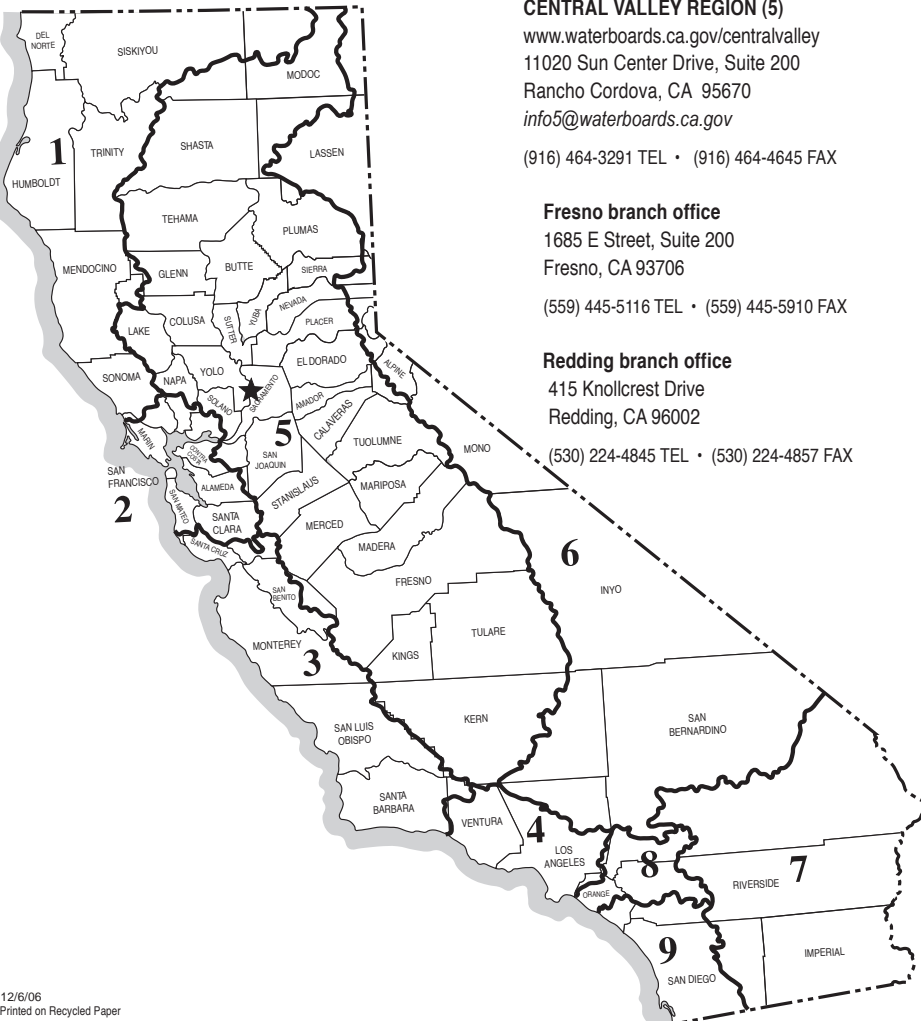 CENTRAL VALLEY REGION (5)
www.waterboards.ca.gov/centralvalley
11020 Sun Center Drive, Suite 200
Rancho Cordova, CA 95670
info5@waterboards.ca.gov
(916) 464-3291 TEL • (916) 464-4645 FAX
Fresno branch office
1685 E Street, Suite 200
Fresno, CA 93706
(559) 445-5116 TEL • (559) 445-5910 FAX
Redding branch office
415 Knollcrest Drive
Redding, CA 96002
(530) 224-4845 TEL • (530) 224-4857 FAX
DEL
NORTE
SISKIYOU
MODOC
1
HUMBOLDT
TRINITY
SHASTA
LASSEN
TEHAMA
PLUMAS
MENDOCINO
GLENN
BUTTE
SIERRA
LAKE
COLUSA
SUTTER
YUBA
NEVADA
PLACER
SONOMA
NAPA
YOLO
EL DORADO
ALPINE
SOLANO
SACRAMENTO
AMADOR
CALAVERAS
5
MARIN
CONTRA
COSTA
SAN
JOAQUIN
TUOLUMNE
MONO
SAN
FRANCISCO
2
ALAMEDA
SAN MATEO
SANTA
CLARA
STANISLAUS
MARIPOSA
MERCED
SANTA CRUZ
MADERA
6
SAN
BENITO
FRESNO
INYO
MONTEREY
3
KINGS
TULARE
SAN LUIS
OBISPO
KERN
SAN
BERNARDINO
SANTA
BARBARA
VENTURA
4
LOS
ANGELES
8
7
ORANGE
RIVERSIDE
9
SAN DIEGO
IMPERIAL
12/6/06
Printed on Recycled Paper